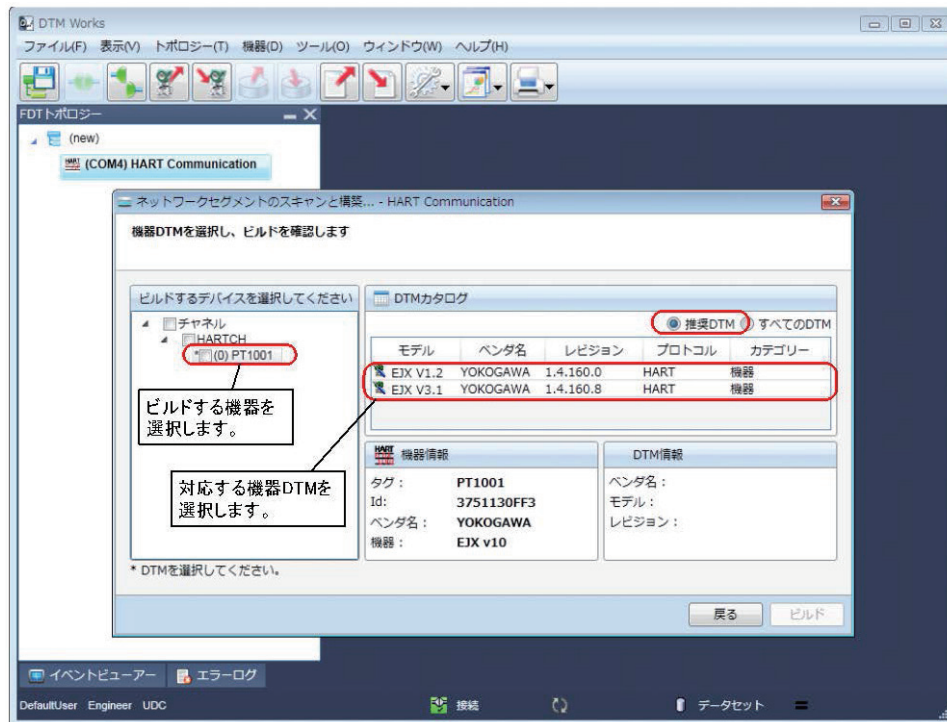 DTM Works
ファイル(F) 表示(V) トポロジー(T) 機器(D) ツール(O) ウィンドウ(W) ヘルプ(H)
FDTトポロジー
(new)
(COM4) HART Communication
ネットワークセグメントのスキャンと構築... - HART Communication
機器DTMを選択し、ビルドを確認します
ビルドするデバイスを選択してください
チャネル
HARTCH
*(0) PT1001
ビルドする機器を
選択します。
対応する機器DTMを
選択します。
* DTMを選択してください。
DTMカタログ
推奨DTM すべてのDTM
モデル ベンダ名 レビジョン プロトコル カテゴリー
EJX V1.2 YOKOGAWA 1.4.160.0 HART 機器
EJX V3.1 YOKOGAWA 1.4.160.8 HART 機器
HART 機器情報
タグ: PT1001
Id: 3751130FF3
ベンダ名: YOKOGAWA
機器: EJX v10
DTM情報
ベンダ名:
モデル:
レビジョン:
戻る ビルド
イベントビューアー エラーログ
DefaultUser Engineer UDC 接続 データセット